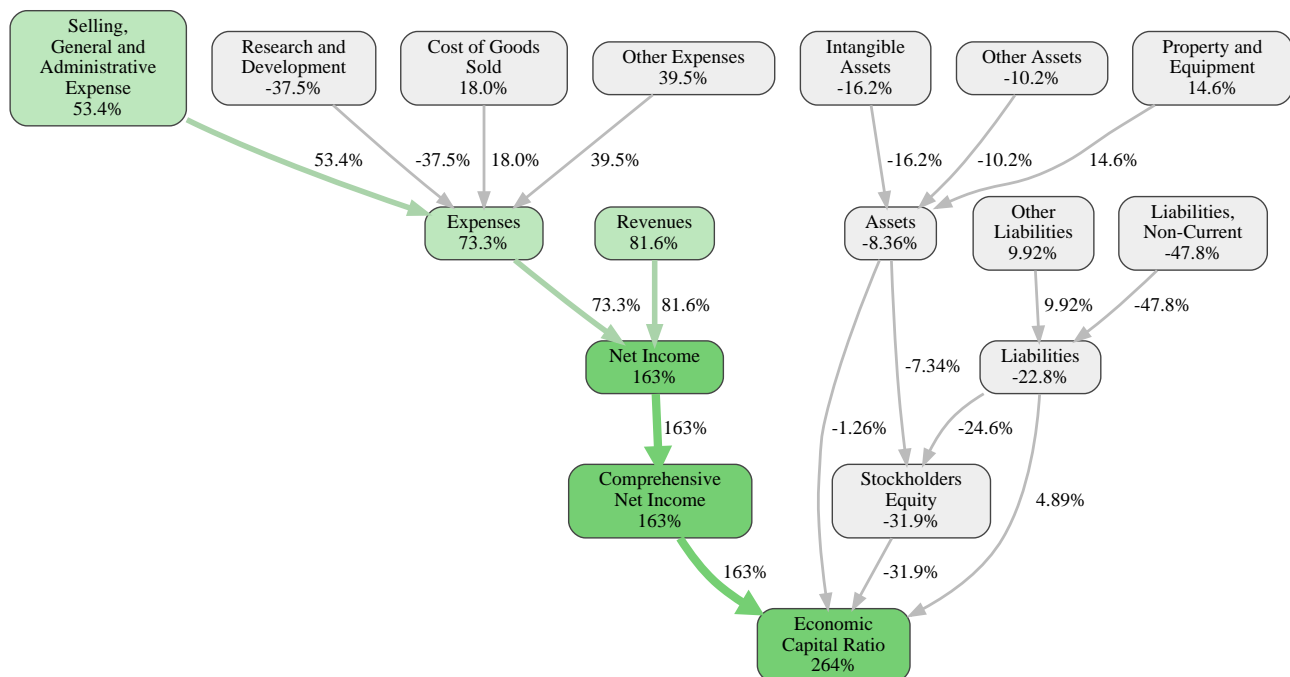 Selling,
General and
Administrative
Expense
53.4%
Research and
Development
-37.5%
Cost of Goods
Sold
18.0%
Other Expenses
39.5%
Intangible
Assets
-16.2%
Other Assets
-10.2%
Property and
Equipment
14.6%
53.4%
-37.5%
18.0%
39.5%
-16.2%
-10.2%
14.6%
Expenses
73.3%
Revenues
81.6%
Assets
-8.36%
Other
Liabilities
9.92%
Liabilities,
Non-Current
-47.8%
73.3%
81.6%
9.92%
-47.8%
Net Income
163%
-7.34%
Liabilities
-22.8%
163%
-1.26%
-24.6%
Comprehensive
Net Income
163%
Stockholders
Equity
-31.9%
4.89%
163%
-31.9%
Economic
Capital Ratio
264%